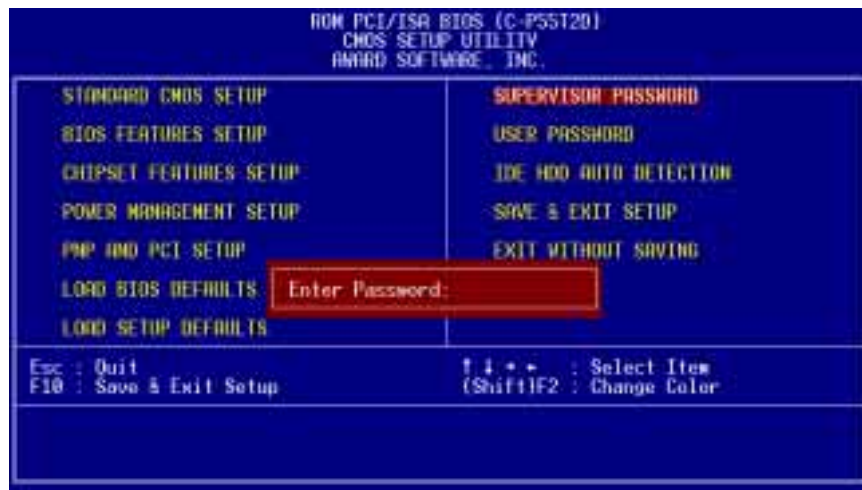 ROM PCI/ISA BIOS (C-P55T2D)
CMOS SETUP UTILITY
AWARD SOFTWARE, INC.
STANDARD CMOS SETUP
BIOS FEATURES SETUP
CHIPSET FEATURES SETUP
POWER MANAGEMENT SETUP
PNP AND PCI SETUP
LOAD BIOS DEFAULTS
LOAD SETUP DEFAULTS
SUPERVISOR PASSWORD
USER PASSWORD
IDE HDD AUTO DETECTION
SAVE & EXIT SETUP
EXIT WITHOUT SAVING
Enter Password:
Esc : Quit
F10 : Save & Exit Setup
↑ ↓ → ← : Select Item
(Shift)F2 : Change Color